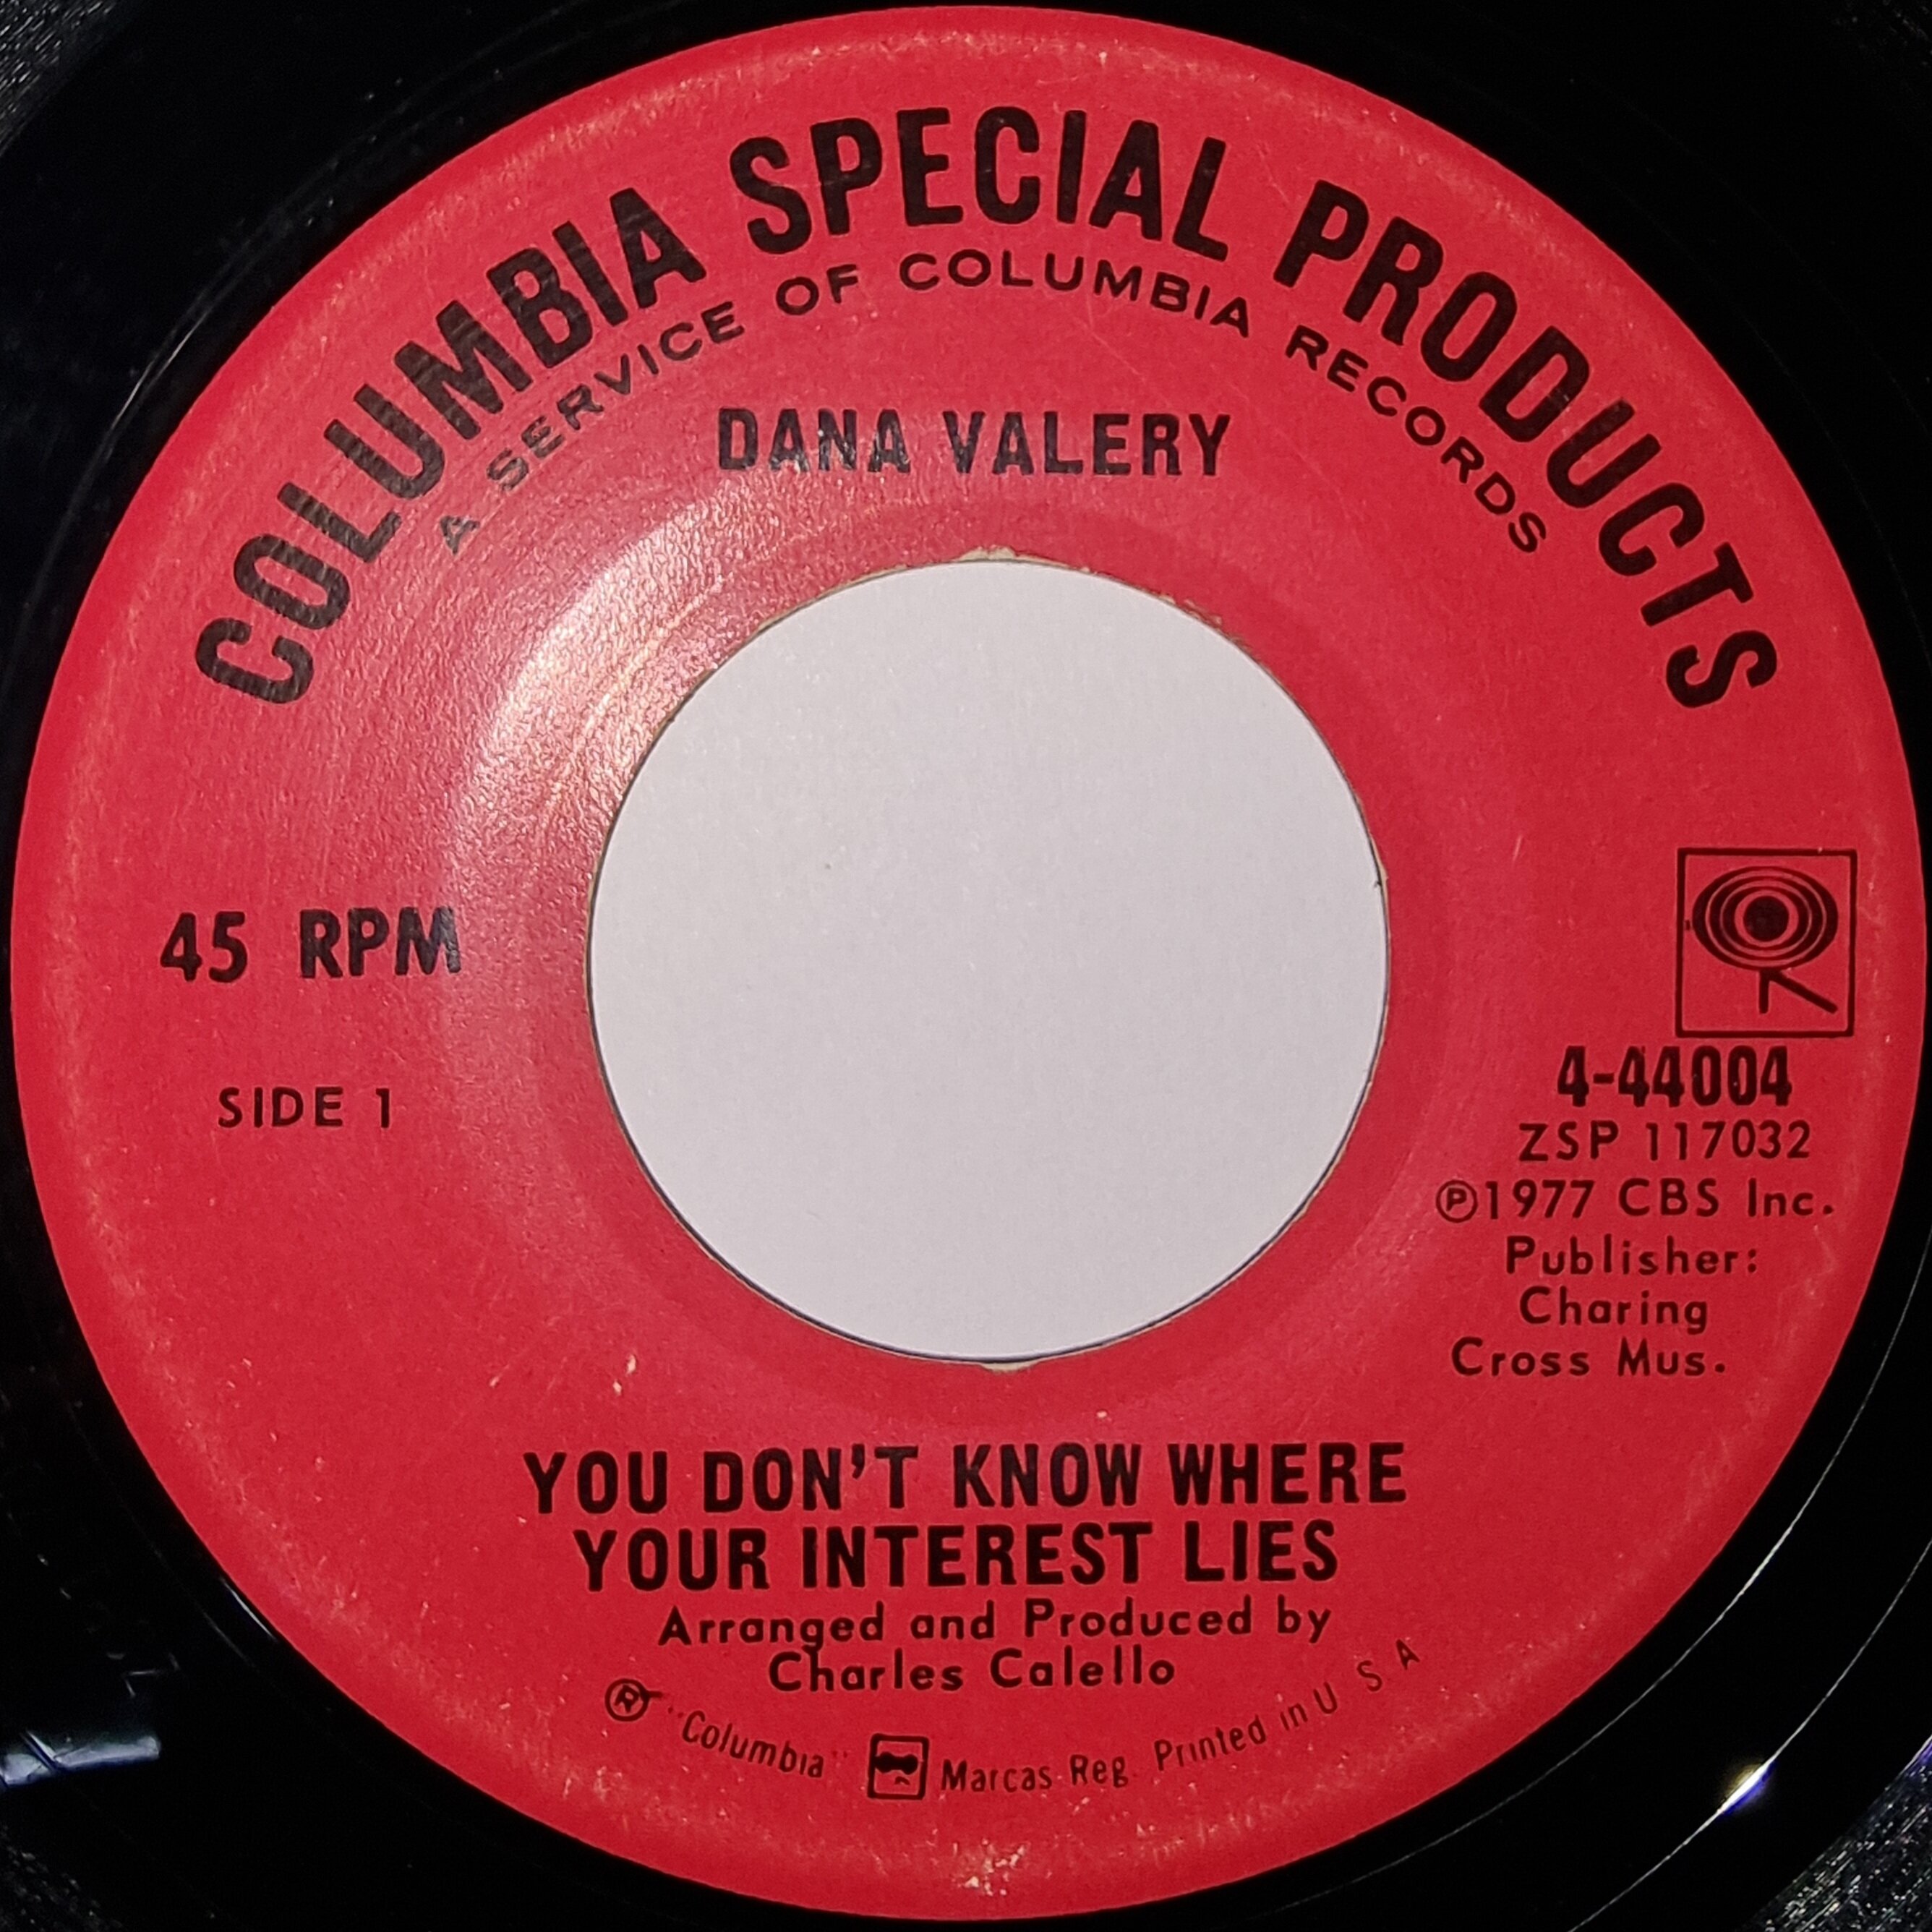 COLUMBIA SPECIAL PRODUCTS
A SERVICE OF COLUMBIA RECORDS
DANA VALERY
45 RPM
SIDE 1
4-44004
ZSP 117032
℗1977 CBS Inc.
Publisher:
Charing
Cross Mus.
YOU DON'T KNOW WHERE
YOUR INTEREST LIES
Arranged and Produced by
Charles Calello
® "Columbia" Marcas Reg. Printed in U S A